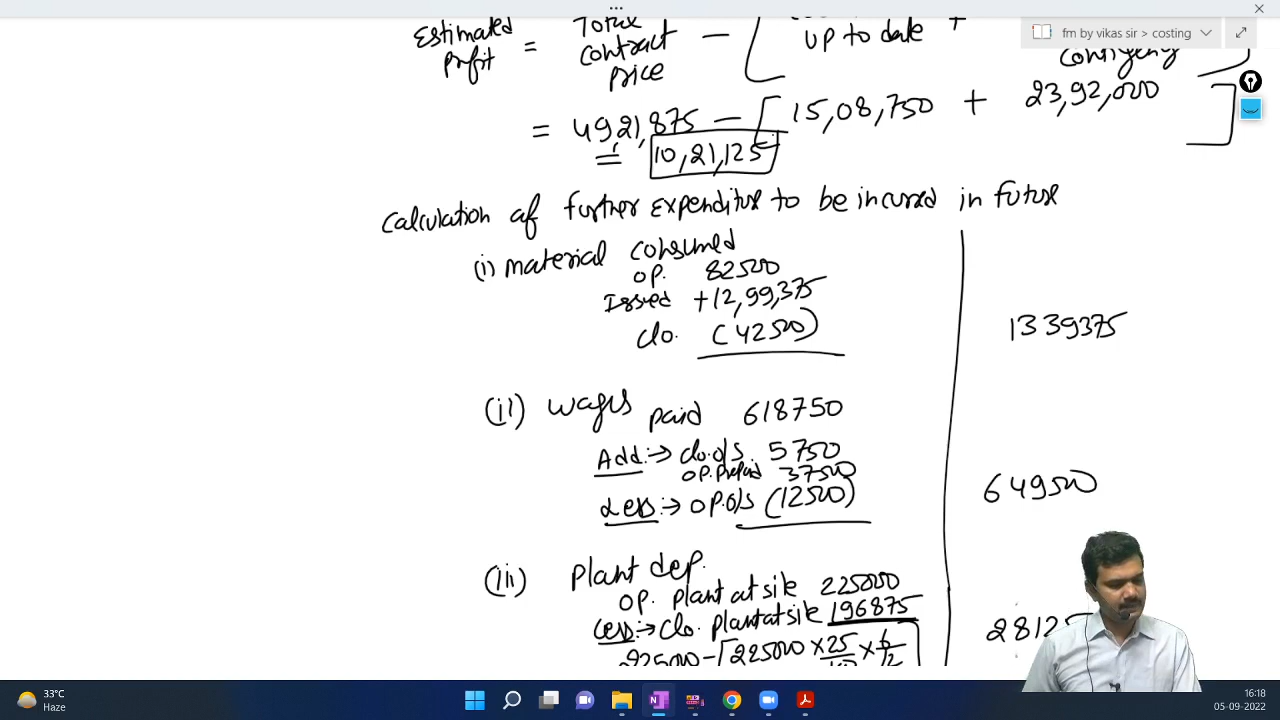 Estimated Total
profit = contract − [ up to date +
price contigency
fm by vikas sir > costing
= 4921,875 − [ 15,08,750 + 23,92,000 ]
= 10,21,125
calculation of further Expenditure to be incurred in future
(i) material consumed
op. 82500
Issued +12,99,375
clo. (42500) 1339375
(ii) wages paid 618750
Add:→ clo. o/s 5750
op. prepaid 37500
Less:→ op. o/s (12500) 649500
(iii) plant dep.
op. plant at site 225000
Less:→ clo. plant at site 196875 28125
225000 − [225000 × 25 × 6
33°C
Haze
16:18
05-09-2022